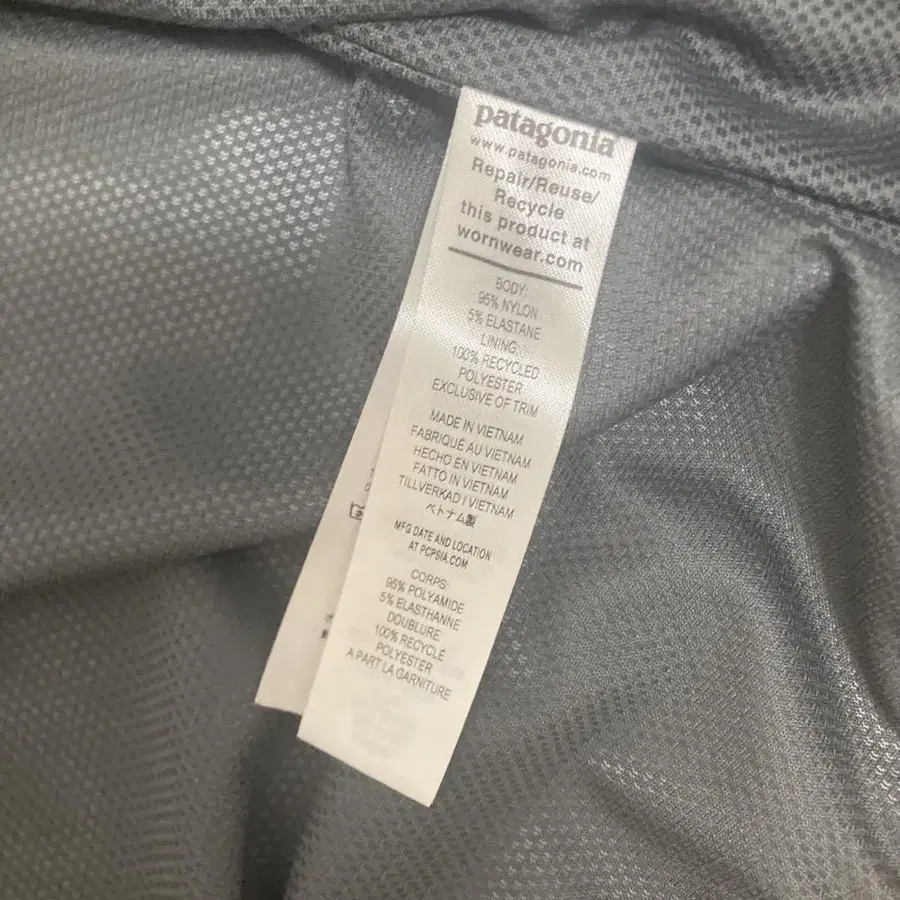 patagonia
www.patagonia.com
Repair/Reuse/
Recycle
this product at
wornwear.com
BODY:
95% NYLON
5% ELASTANE
LINING:
100% RECYCLED
POLYESTER
EXCLUSIVE OF TRIM
MADE IN VIETNAM
FABRIQUÉ AU VIETNAM
HECHO EN VIETNAM
FATTO IN VIETNAM
TILLVERKAD I VIETNAM
ベトナム製
MFG DATE AND LOCATION
AT PCPSIA.COM
CORPS:
95% POLYAMIDE
5% ELASTHANNE
DOUBLURE:
100% RECYCLÉ
POLYESTER
A PART LA GARNITURE